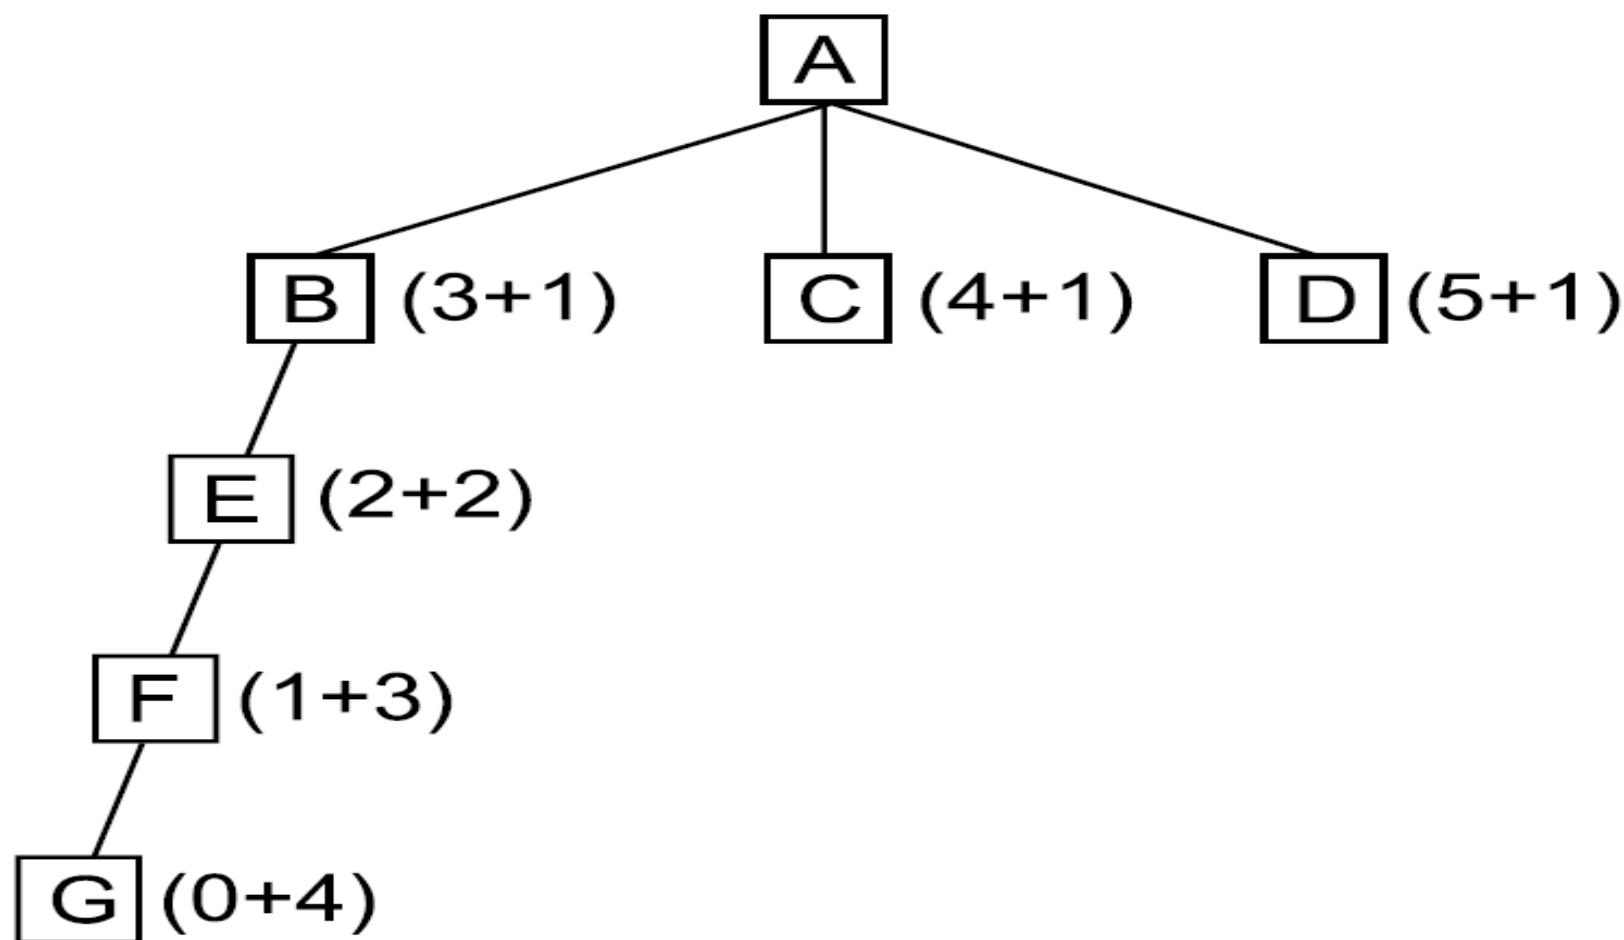 A
B (3+1) C (4+1) D (5+1)
E (2+2)
F (1+3)
G (0+4)